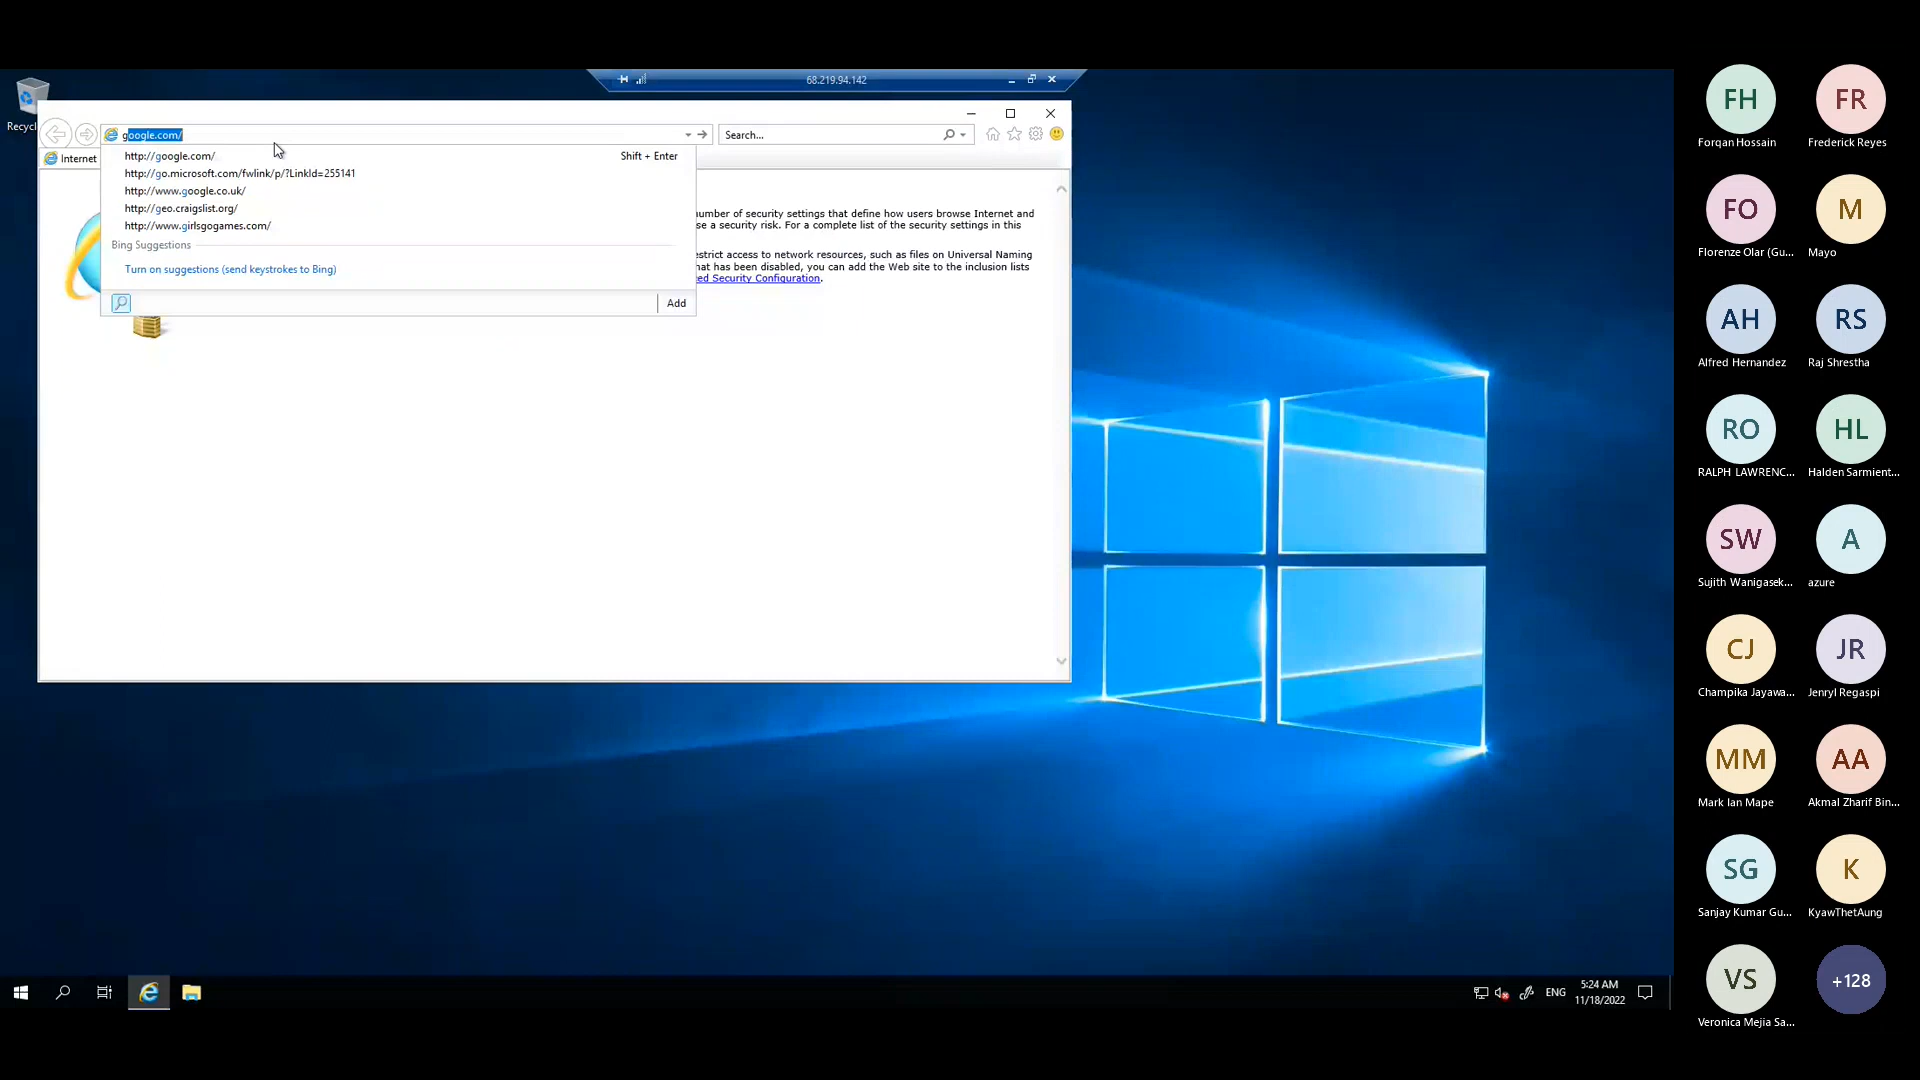 68.219.94.142
Recycl
google.com/
Search...
Internet
http://google.com/
Shift + Enter
http://go.microsoft.com/fwlink/p/?LinkId=255141
http://www.google.co.uk/
http://geo.craigslist.org/
http://www.girlsgogames.com/
Bing Suggestions
Turn on suggestions (send keystrokes to Bing)
Add
umber of security settings that define how users browse Internet and
se a security risk. For a complete list of the security settings in this
estrict access to network resources, such as files on Universal Naming
hat has been disabled, you can add the Web site to the inclusion lists
ed Security Configuration.
ENG
5:24 AM
11/18/2022
FH
Forqan Hossain
FR
Frederick Reyes
FO
Florenze Olar (Gu...
M
Mayo
AH
Alfred Hernandez
RS
Raj Shrestha
RO
RALPH LAWRENC...
HL
Halden Sarmient...
SW
Sujith Wanigasek...
A
azure
CJ
Champika Jayawa...
JR
Jenryl Regaspi
MM
Mark Ian Mape
AA
Akmal Zharif Bin...
SG
Sanjay Kumar Gu...
K
KyawThetAung
VS
Veronica Mejia Sa...
+128